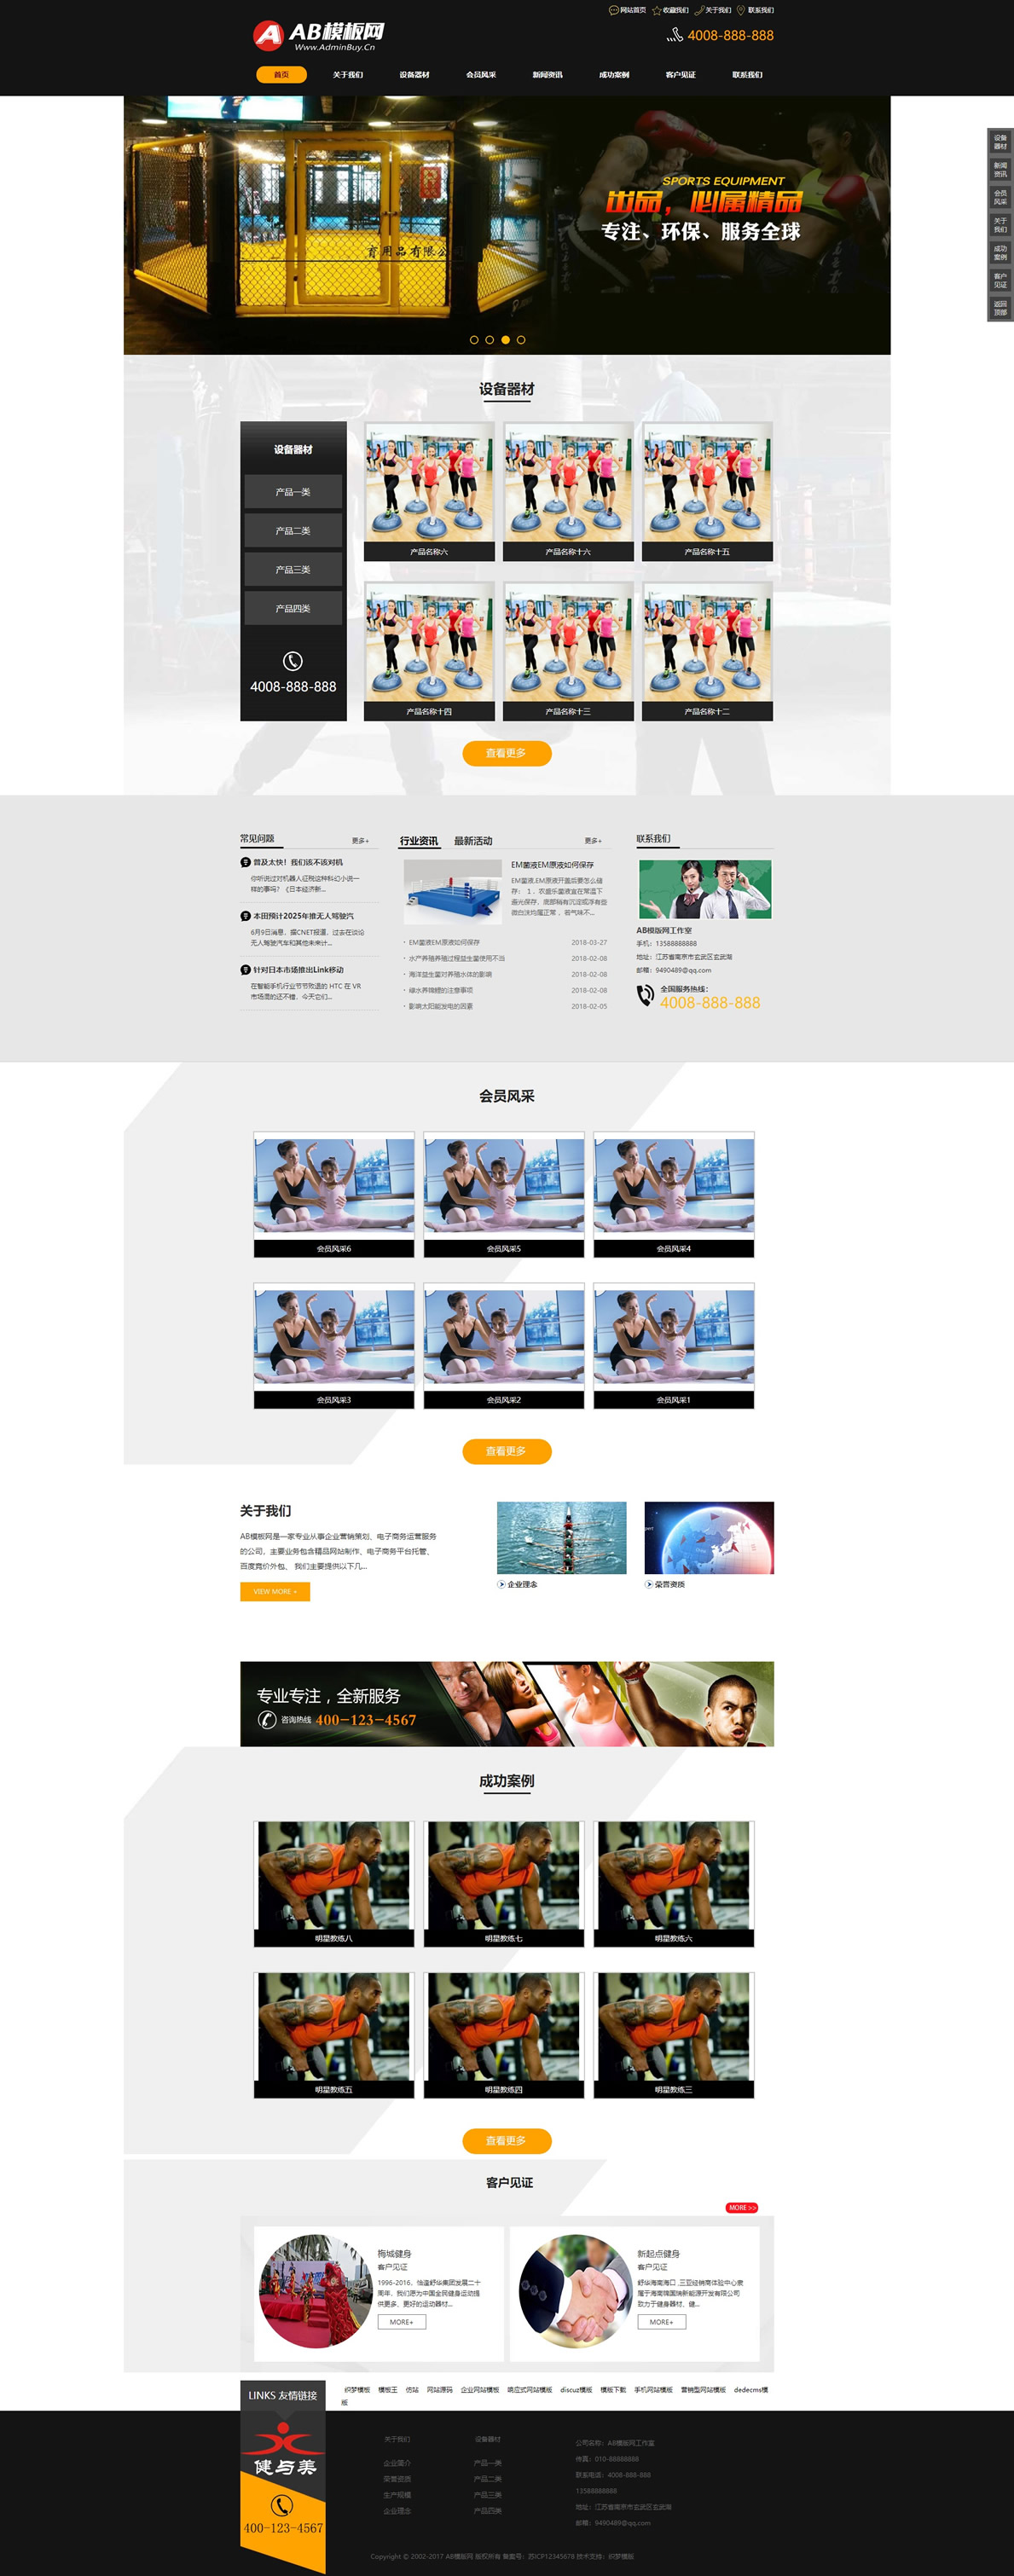 网站首页 收藏我们 关于我们 联系我们
AB模板网
Www.AdminBuy.Cn
4008-888-888
首页 关于我们 设备器材 会员风采 新闻资讯 成功案例 客户见证 联系我们
SPORTS EQUIPMENT
出品，必属精品
专注、环保、服务全球
育用品有限公司
设备
器材
新闻
资讯
会员
风采
关于
我们
成功
案例
客户
见证
返回
顶部
设备器材
设备器材
产品一类
产品二类
产品三类
产品四类
4008-888-888
产品名称六 产品名称十六 产品名称十五
产品名称十四 产品名称十三 产品名称十二
查看更多
常见问题 更多+
普及太快！我们该不该对机
你听说过对机器人征税这种科幻小说一
样的事吗？《日本经济新...
本田预计2025年推无人驾驶汽
6月9日消息，据CNET报道，过去在谈论
无人驾驶汽车和其他未来计...
针对日本市场推出Link移动
在智能手机行业节节败退的 HTC 在 VR
市场混的还不错，今天它们...
行业资讯 最新活动 更多+
EM菌液EM原液如何保存
EM菌液,EM原液开盖后要怎么储
存： 1 、农盛乐菌液宜在常温下
避光保存，底部稍有沉淀或浮有些
微白沫均属正常 ，若气味不...
· EM菌液EM原液如何保存 2018-03-27
· 水产养殖养殖过程益生菌使用不当 2018-02-08
· 海洋益生菌对养殖水体的影响 2018-02-08
· 绿水养锦鲤的注意事项 2018-02-08
· 影响太阳能发电的因素 2018-02-05
联系我们
AB模版网工作室
手机：13588888888
地址：江苏省南京市玄武区玄武湖
邮箱：9490489@qq.com
全国服务热线：
4008-888-888
会员风采
会员风采6 会员风采5 会员风采4
会员风采3 会员风采2 会员风采1
查看更多
关于我们
AB模板网是一家专业从事企业营销策划、电子商务运营服务
的公司，主要业务包含精品网站制作、电子商务平台托管、
百度竞价外包、 我们主要提供以下几...
VIEW MORE +
企业理念 荣誉资质
专业专注，全新服务
咨询热线 400-123-4567
成功案例
明星教练八 明星教练七 明星教练六
明星教练五 明星教练四 明星教练三
查看更多
客户见证
MORE >>
梅城健身
客户见证
1996-2016，恰逢舒华集团发展二十
周年，我们愿为中国全民健身运动提
供更多、更好的运动器材...
MORE+
新起点健身
客户见证
舒华海南海口 ,三亚经销商体验中心隶
属于海南瑞国瑞新能源开发有限公司
致力于健身器材、健...
MORE+
LINKS 友情链接
织梦模板 模板王 仿站 网站源码 企业网站模板 响应式网站模板 discuz模板 模板下载 手机网站模板 营销型网站模板 dedecms模
版
健与美
400-123-4567
关于我们
企业简介
荣誉资质
生产规模
企业理念
设备器材
产品一类
产品二类
产品三类
产品四类
公司名称：AB模板网工作室
传真：010-88888888
联系电话：4008-888-888
13588888888
地址：江苏省南京市玄武区玄武湖
邮箱：9490489@qq.com
Copyright © 2002-2017 AB模板网 版权所有 备案号：苏ICP12345678 技术支持：织梦模板